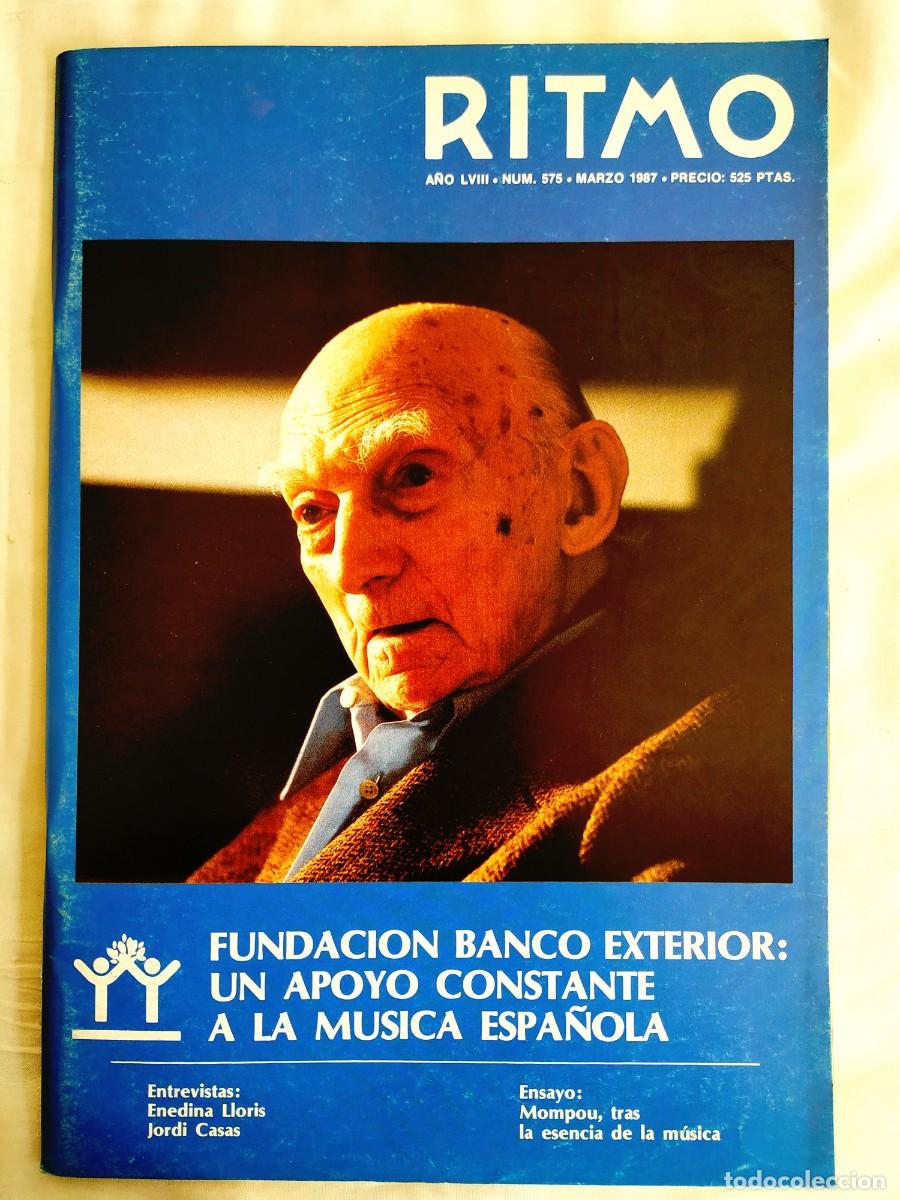 RITMO
AÑO LVIII • NUM. 575 • MARZO 1987 • PRECIO: 525 PTAS.
FUNDACION BANCO EXTERIOR:
UN APOYO CONSTANTE
A LA MUSICA ESPAÑOLA
Entrevistas:
Enedina Lloris
Jordi Casas
Ensayo:
Mompou, tras
la esencia de la música
todocoleccion